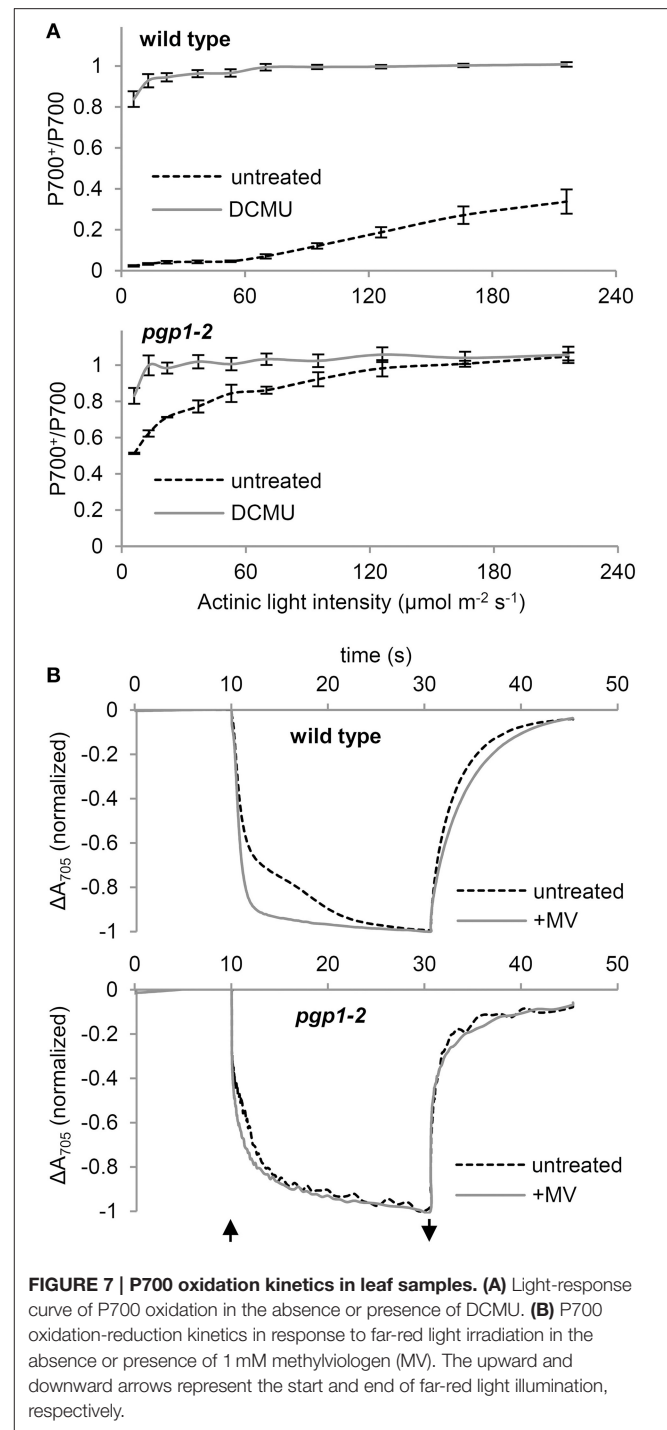 A
wild type
P700⁺/P700
1
0.8
0.6
0.4
0.2
0
untreated
DCMU
0 60 120 180 240
pgp1-2
P700⁺/P700
1
0.8
0.6
0.4
0.2
0
untreated
DCMU
0 60 120 180 240
Actinic light intensity (µmol m⁻² s⁻¹)
B
time (s)
0 10 20 30 40 50
wild type
ΔA₇₀₅ (normalized)
0
-0.2
-0.4
-0.6
-0.8
-1
untreated
+MV
0 10 20 30 40 50
pgp1-2
ΔA₇₀₅ (normalized)
0
-0.2
-0.4
-0.6
-0.8
-1
untreated
+MV
FIGURE 7 | P700 oxidation kinetics in leaf samples. (A) Light-response
curve of P700 oxidation in the absence or presence of DCMU. (B) P700
oxidation-reduction kinetics in response to far-red light irradiation in the
absence or presence of 1 mM methylviologen (MV). The upward and
downward arrows represent the start and end of far-red light illumination,
respectively.